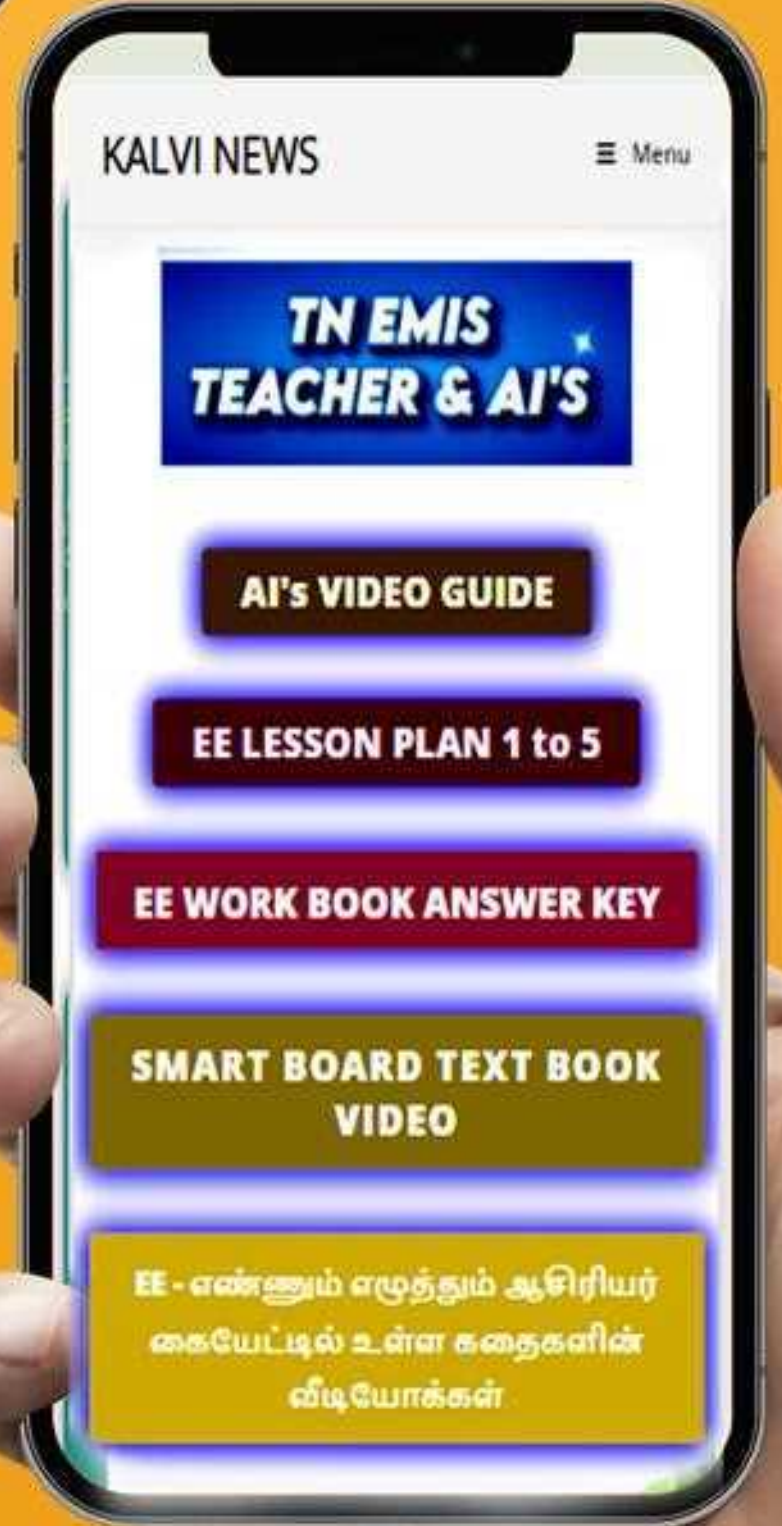 KALVI NEWS
☰ Menu
TN EMIS
TEACHER & AI'S
AI's VIDEO GUIDE
EE LESSON PLAN 1 to 5
EE WORK BOOK ANSWER KEY
SMART BOARD TEXT BOOK
VIDEO
EE - எண்ணும் எழுத்தும் ஆசிரியர்
கையேட்டில் உள்ள கதைகளின்
வீடியோக்கள்